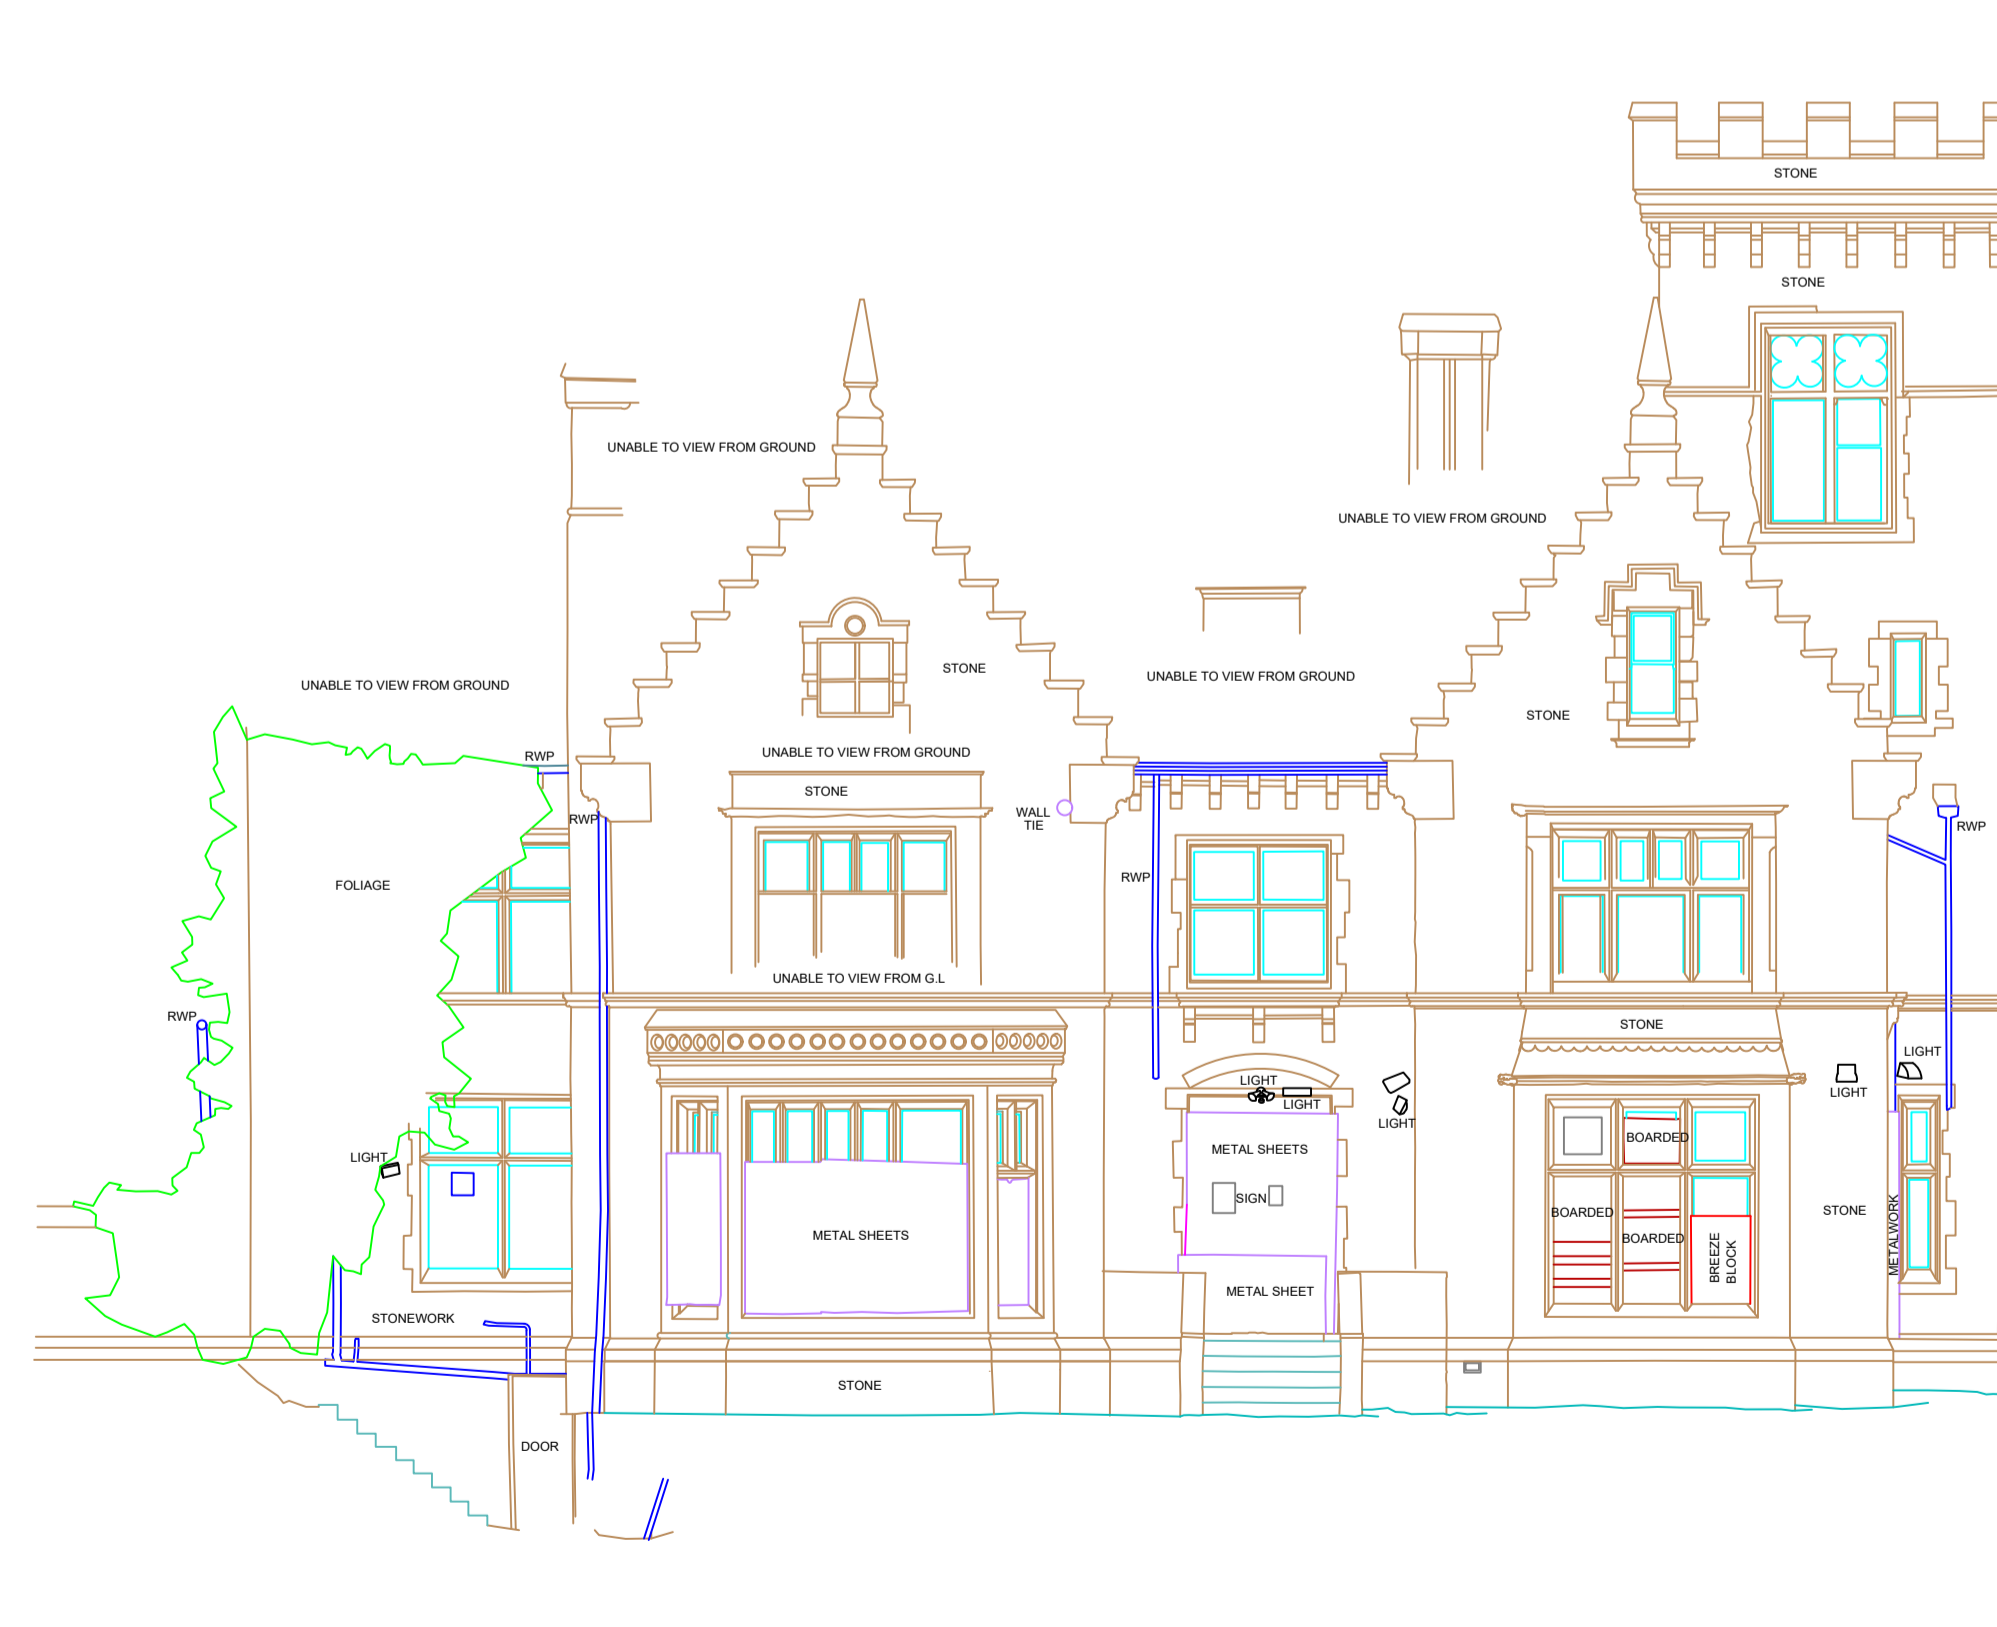 STONE
STONE
UNABLE TO VIEW FROM GROUND
UNABLE TO VIEW FROM GROUND
STONE
UNABLE TO VIEW FROM GROUND
UNABLE TO VIEW FROM GROUND
STONE
UNABLE TO VIEW FROM GROUND
RWP
STONE
WALL
TIE
RWP
RWP
RWP
FOLIAGE
UNABLE TO VIEW FROM G.L
RWP
STONE
LIGHT
LIGHT
LIGHT
LIGHT
LIGHT
BOARDED
METAL SHEETS
LIGHT
SIGN
BOARDED
STONE
METAL SHEETS
BOARDED
METALWORK
BREEZE
BLOCK
METAL SHEET
STONEWORK
STONE
DOOR